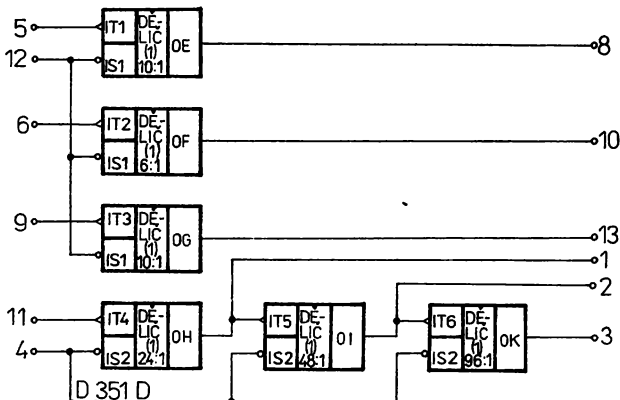 5 IT1 DĚ- LIČ (1) 10:1 OE 8
12 IS1
6 IT2 DĚ- LIČ (1) 6:1 OF 10
IS1
9 IT3 DĚ- LIČ (1) 10:1 OG 13
IS1
1
2
11 IT4 DĚ- LIČ (1) 24:1 OH IT5 DĚ- LIČ (1) 48:1 OI IT6 DĚ- LIČ (1) 96:1 OK 3
4 IS2 IS2 IS2
D 351 D